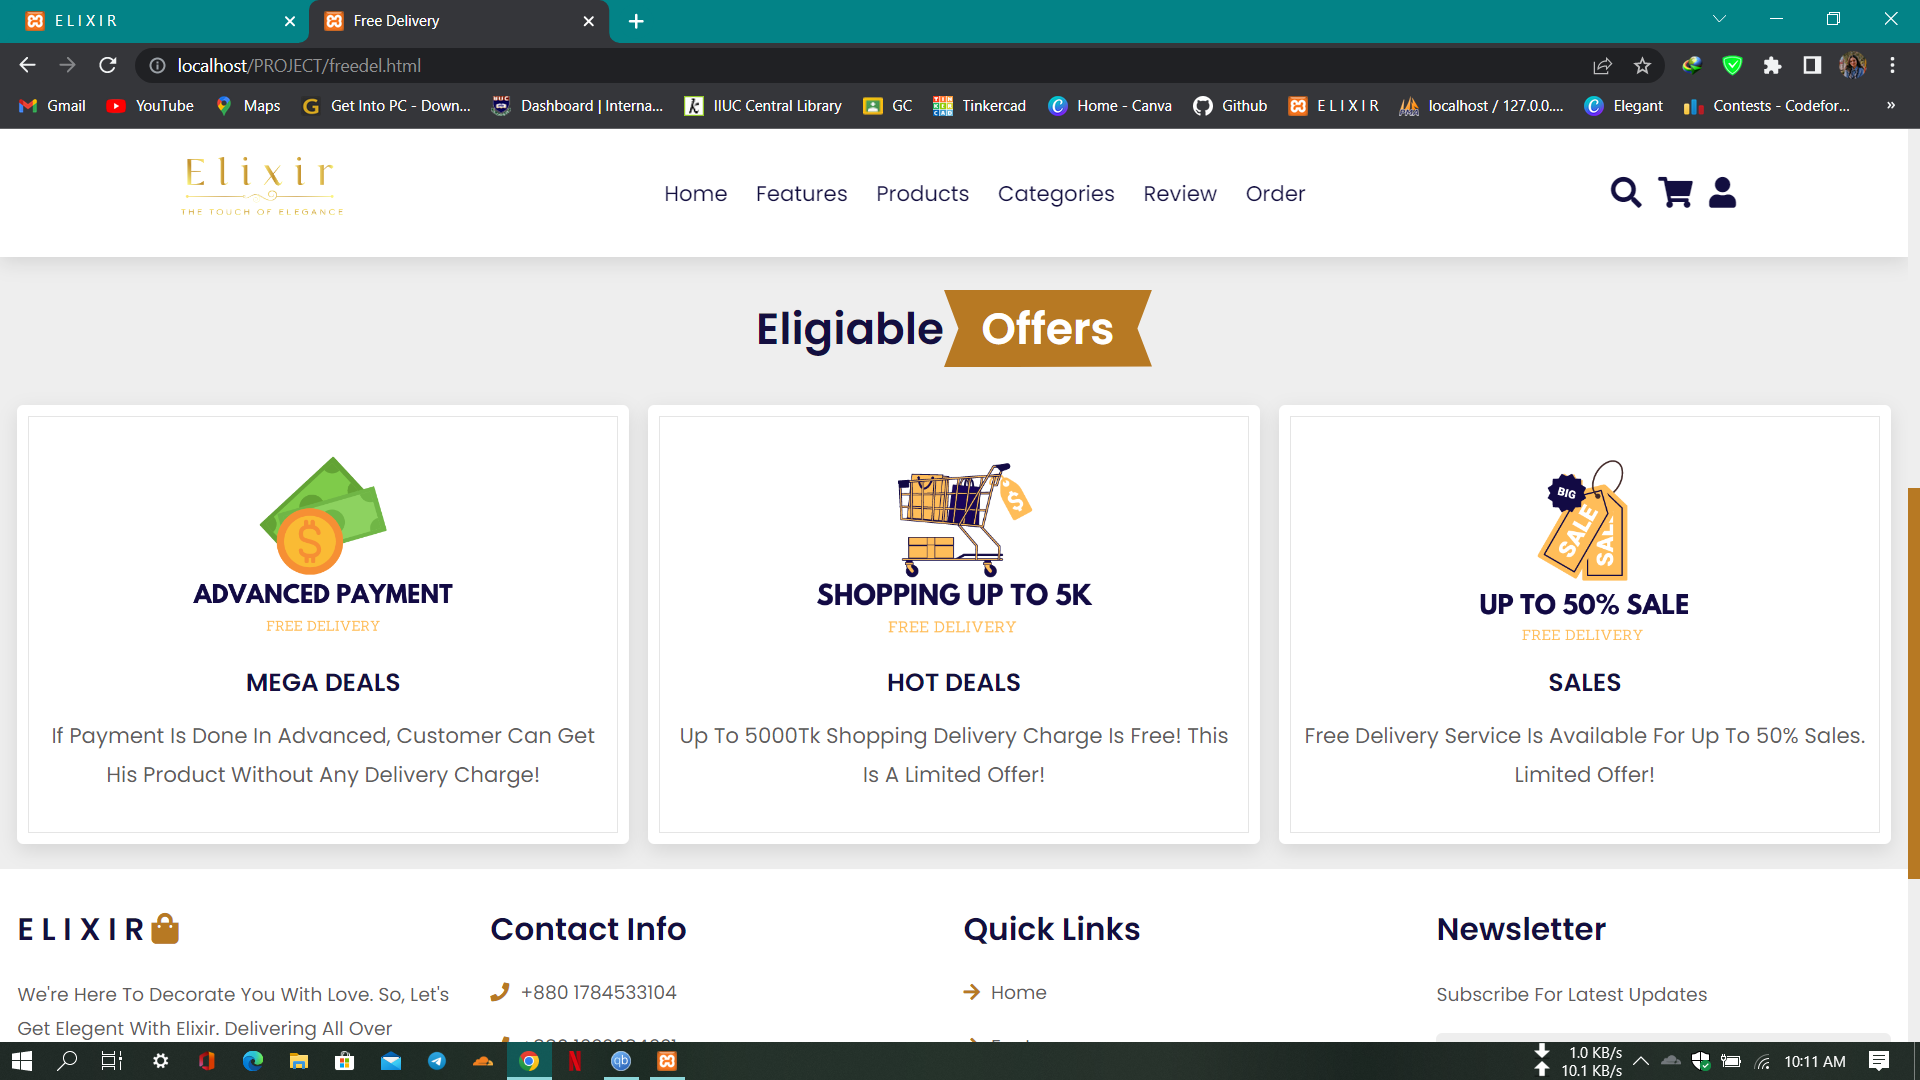 E L I X I R
Free Delivery
localhost/PROJECT/freedel.html
Gmail
YouTube
Maps
Get Into PC - Down...
Dashboard | Interna...
IIUC Central Library
GC
Tinkercad
Home - Canva
Github
E L I X I R
localhost / 127.0.0....
Elegant
Contests - Codefor...
»
Elixir
THE TOUCH OF ELEGANCE
Home
Features
Products
Categories
Review
Order
Eligiable Offers
ADVANCED PAYMENT
FREE DELIVERY
MEGA DEALS
If Payment Is Done In Advanced, Customer Can Get
His Product Without Any Delivery Charge!
SHOPPING UP TO 5K
FREE DELIVERY
HOT DEALS
Up To 5000Tk Shopping Delivery Charge Is Free! This
Is A Limited Offer!
BIG
SALE
SALE
UP TO 50% SALE
FREE DELIVERY
SALES
Free Delivery Service Is Available For Up To 50% Sales.
Limited Offer!
E L I X I R
We're Here To Decorate You With Love. So, Let's
Get Elegent With Elixir. Delivering All Over
Contact Info
+880 1784533104
Quick Links
Home
Newsletter
Subscribe For Latest Updates
1.0 KB/s
10.1 KB/s
10:11 AM